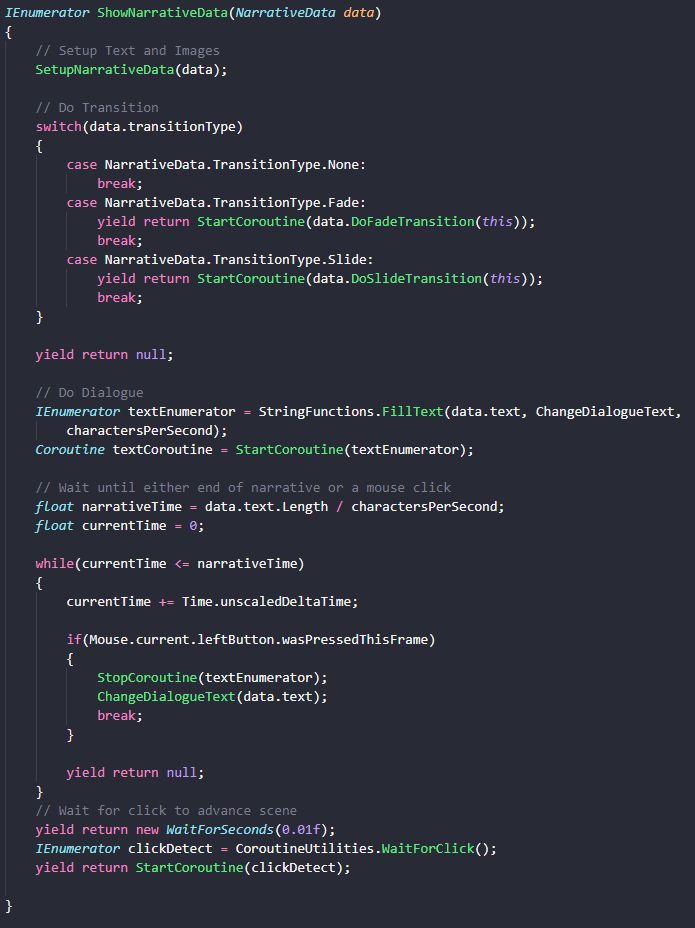 IEnumerator ShowNarrativeData(NarrativeData data)
{
    // Setup Text and Images
    SetupNarrativeData(data);

    // Do Transition
    switch(data.transitionType)
    {
        case NarrativeData.TransitionType.None:
            break;
        case NarrativeData.TransitionType.Fade:
            yield return StartCoroutine(data.DoFadeTransition(this));
            break;
        case NarrativeData.TransitionType.Slide:
            yield return StartCoroutine(data.DoSlideTransition(this));
            break;
    }

    yield return null;

    // Do Dialogue
    IEnumerator textEnumerator = StringFunctions.FillText(data.text, ChangeDialogueText,
        charactersPerSecond);
    Coroutine textCoroutine = StartCoroutine(textEnumerator);

    // Wait until either end of narrative or a mouse click
    float narrativeTime = data.text.Length / charactersPerSecond;
    float currentTime = 0;

    while(currentTime <= narrativeTime)
    {
        currentTime += Time.unscaledDeltaTime;

        if(Mouse.current.leftButton.wasPressedThisFrame)
        {
            StopCoroutine(textEnumerator);
            ChangeDialogueText(data.text);
            break;
        }

        yield return null;
    }
    // Wait for click to advance scene
    yield return new WaitForSeconds(0.01f);
    IEnumerator clickDetect = CoroutineUtilities.WaitForClick();
    yield return StartCoroutine(clickDetect);

}